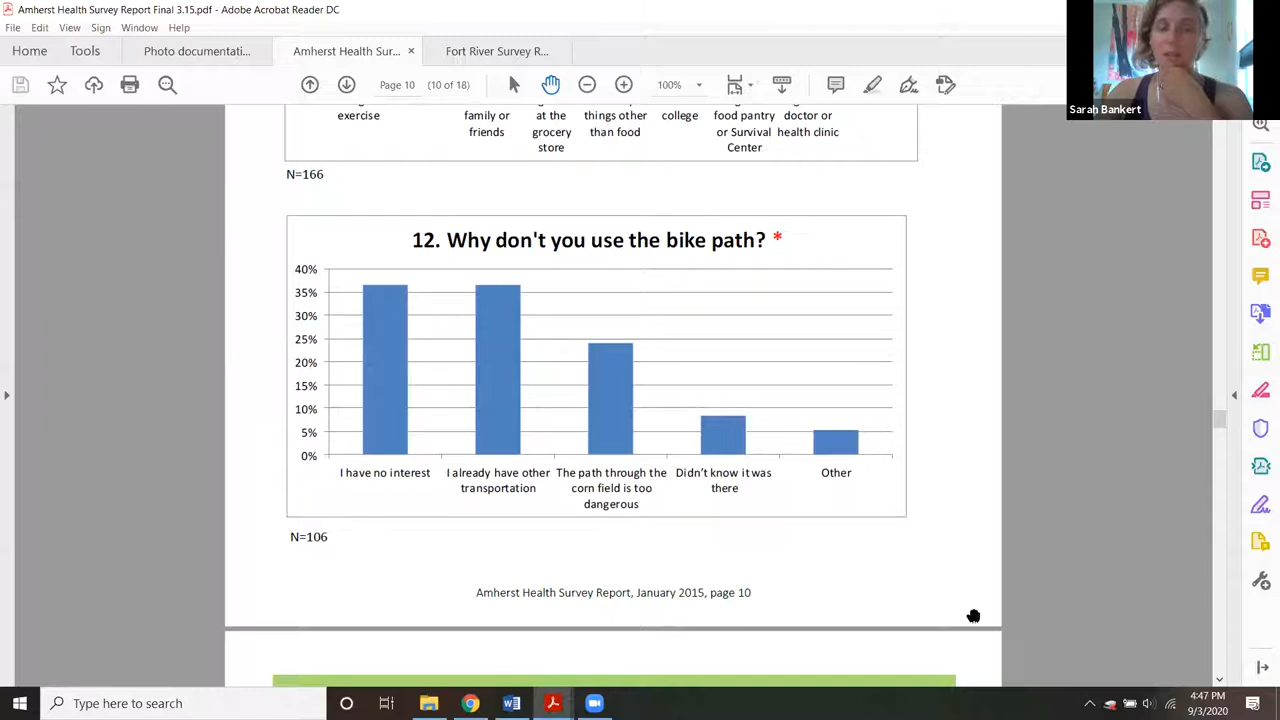 Amherst Health Survey Report Final 3.15.pdf - Adobe Acrobat Reader DC
File Edit View Sign Window Help
Home Tools Photo documentati... Amherst Health Sur... × Fort River Survey R...
Page 10 (10 of 18) 100%
Sarah Bankert
exercise family or friends at the grocery store things other than food college food pantry or Survival Center doctor or health clinic
N=166
12. Why don't you use the bike path? *
40%
35%
30%
25%
20%
15%
10%
5%
0%
I have no interest
I already have other
transportation
The path through the
corn field is too
dangerous
Didn't know it was
there
Other
N=106
Amherst Health Survey Report, January 2015, page 10
Type here to search
4:47 PM
9/3/2020